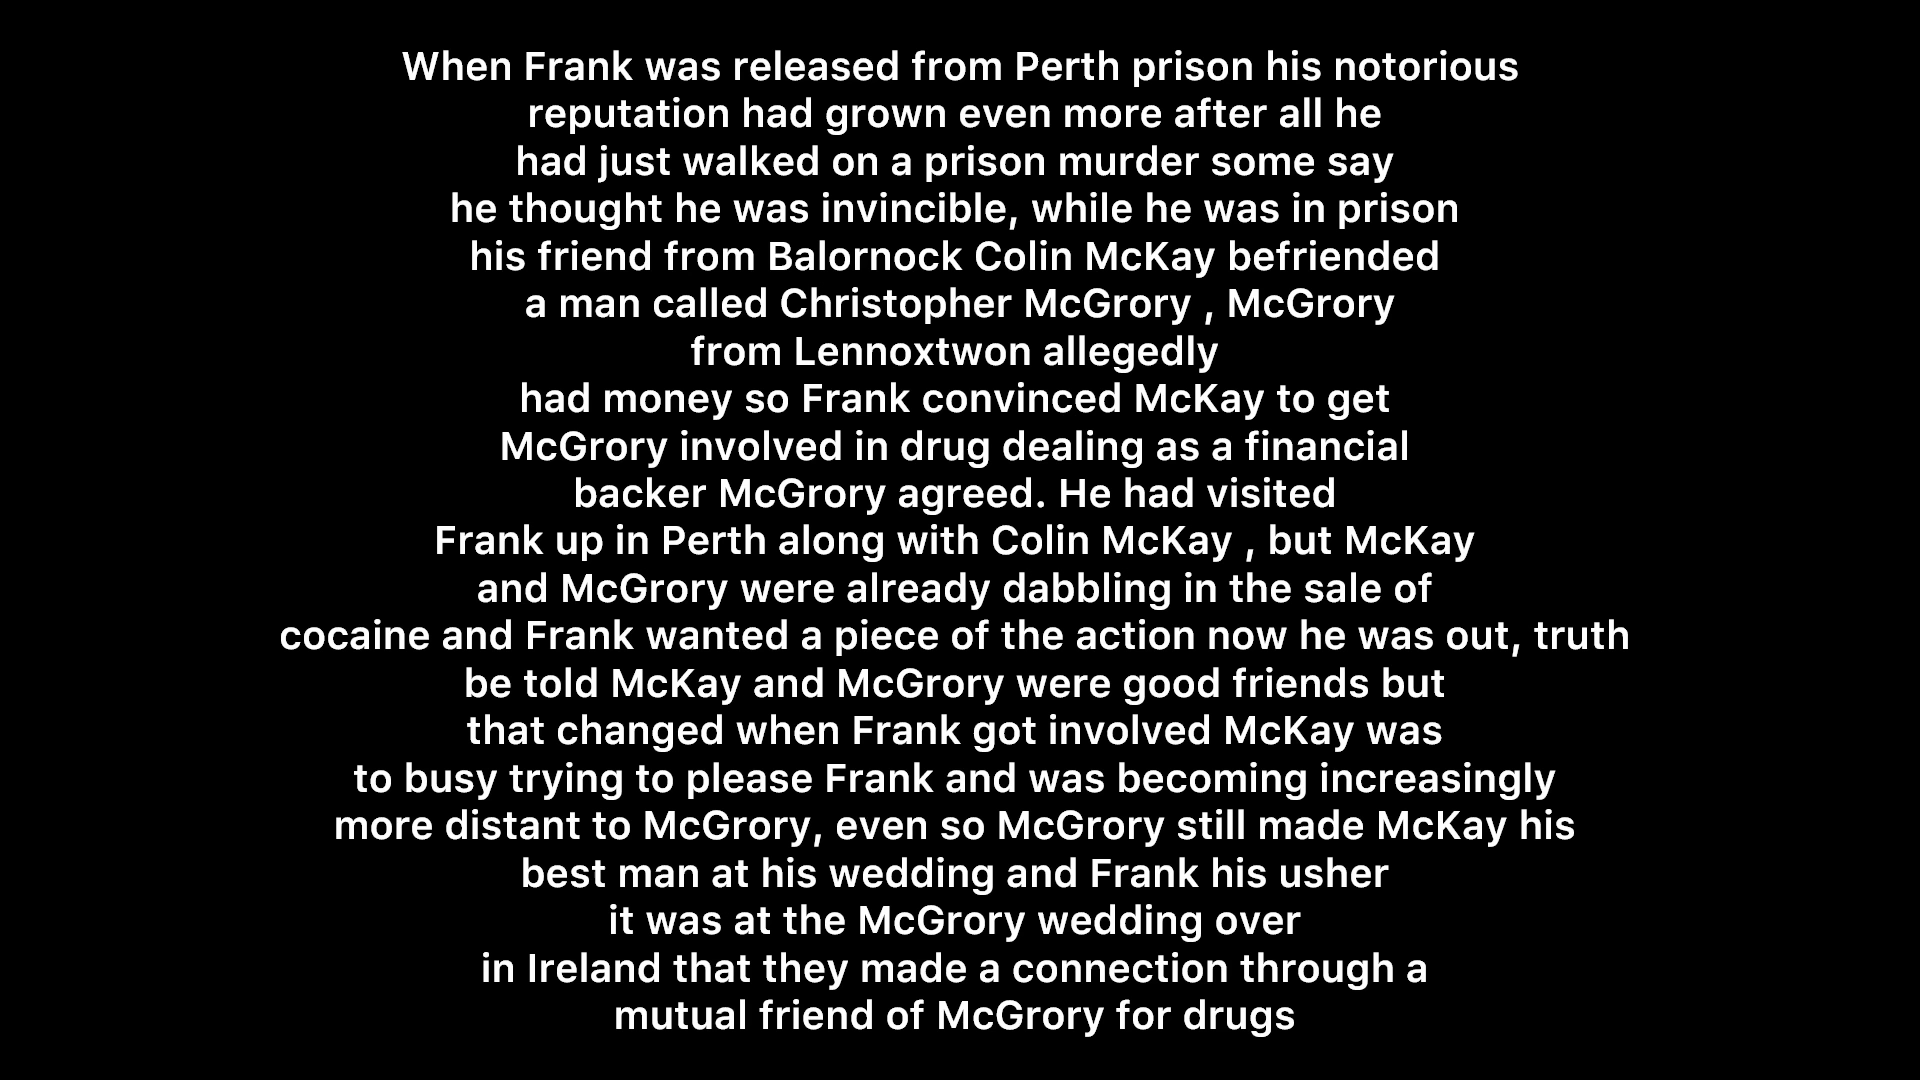 When Frank was released from Perth prison his notorious
reputation had grown even more after all he
had just walked on a prison murder some say
he thought he was invincible, while he was in prison
his friend from Balornock Colin McKay befriended
a man called Christopher McGrory , McGrory
from Lennoxtwon allegedly
had money so Frank convinced McKay to get
McGrory involved in drug dealing as a financial
backer McGrory agreed. He had visited
Frank up in Perth along with Colin McKay , but McKay
and McGrory were already dabbling in the sale of
cocaine and Frank wanted a piece of the action now he was out, truth
be told McKay and McGrory were good friends but
that changed when Frank got involved McKay was
to busy trying to please Frank and was becoming increasingly
more distant to McGrory, even so McGrory still made McKay his
best man at his wedding and Frank his usher
it was at the McGrory wedding over
in Ireland that they made a connection through a
mutual friend of McGrory for drugs